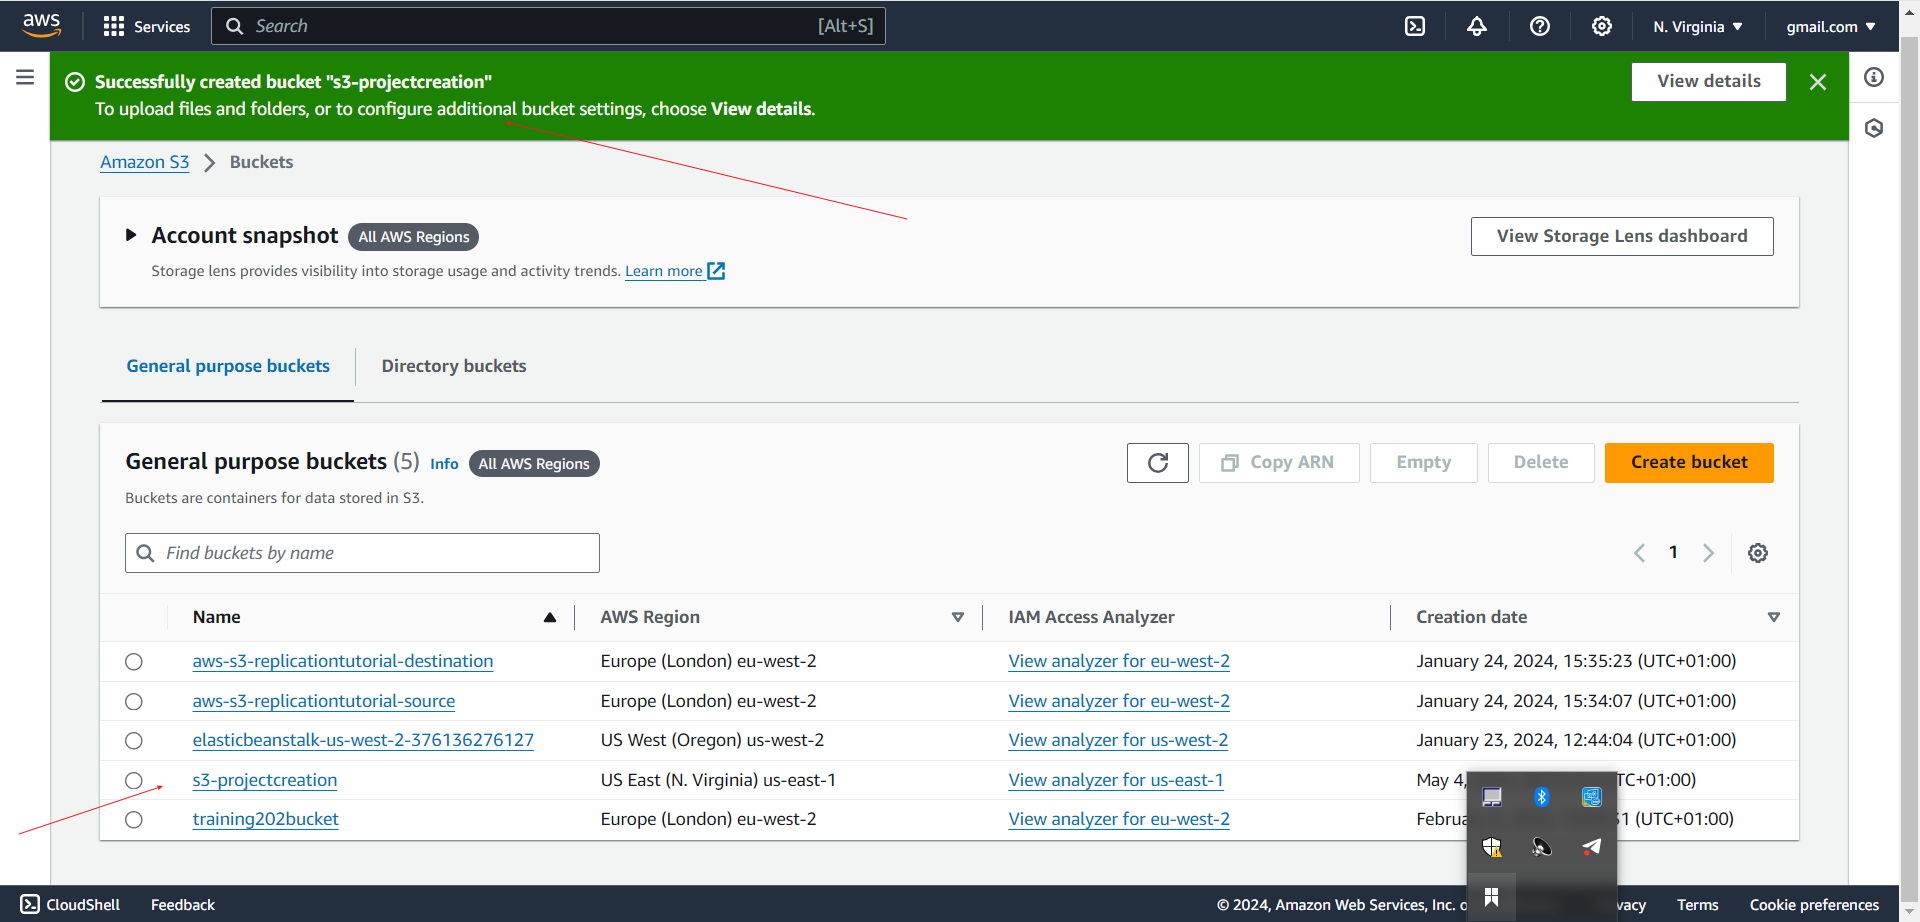 aws
Services
Search
[Alt+S]
N. Virginia
gmail.com
Successfully created bucket "s3-projectcreation"
To upload files and folders, or to configure additional bucket settings, choose View details.
View details
Amazon S3
Buckets
Account snapshot
All AWS Regions
Storage lens provides visibility into storage usage and activity trends. Learn more
View Storage Lens dashboard
General purpose buckets
Directory buckets
General purpose buckets (5)
Info
All AWS Regions
Buckets are containers for data stored in S3.
Copy ARN
Empty
Delete
Create bucket
Find buckets by name
1
Name
AWS Region
IAM Access Analyzer
Creation date
aws-s3-replicationtutorial-destination
Europe (London) eu-west-2
View analyzer for eu-west-2
January 24, 2024, 15:35:23 (UTC+01:00)
aws-s3-replicationtutorial-source
Europe (London) eu-west-2
View analyzer for eu-west-2
January 24, 2024, 15:34:07 (UTC+01:00)
elasticbeanstalk-us-west-2-376136276127
US West (Oregon) us-west-2
View analyzer for us-west-2
January 23, 2024, 12:44:04 (UTC+01:00)
s3-projectcreation
US East (N. Virginia) us-east-1
View analyzer for us-east-1
May 4,
training202bucket
Europe (London) eu-west-2
View analyzer for eu-west-2
(UTC+01:00)
CloudShell
Feedback
© 2024, Amazon Web Services, Inc.
Terms
Cookie preferences